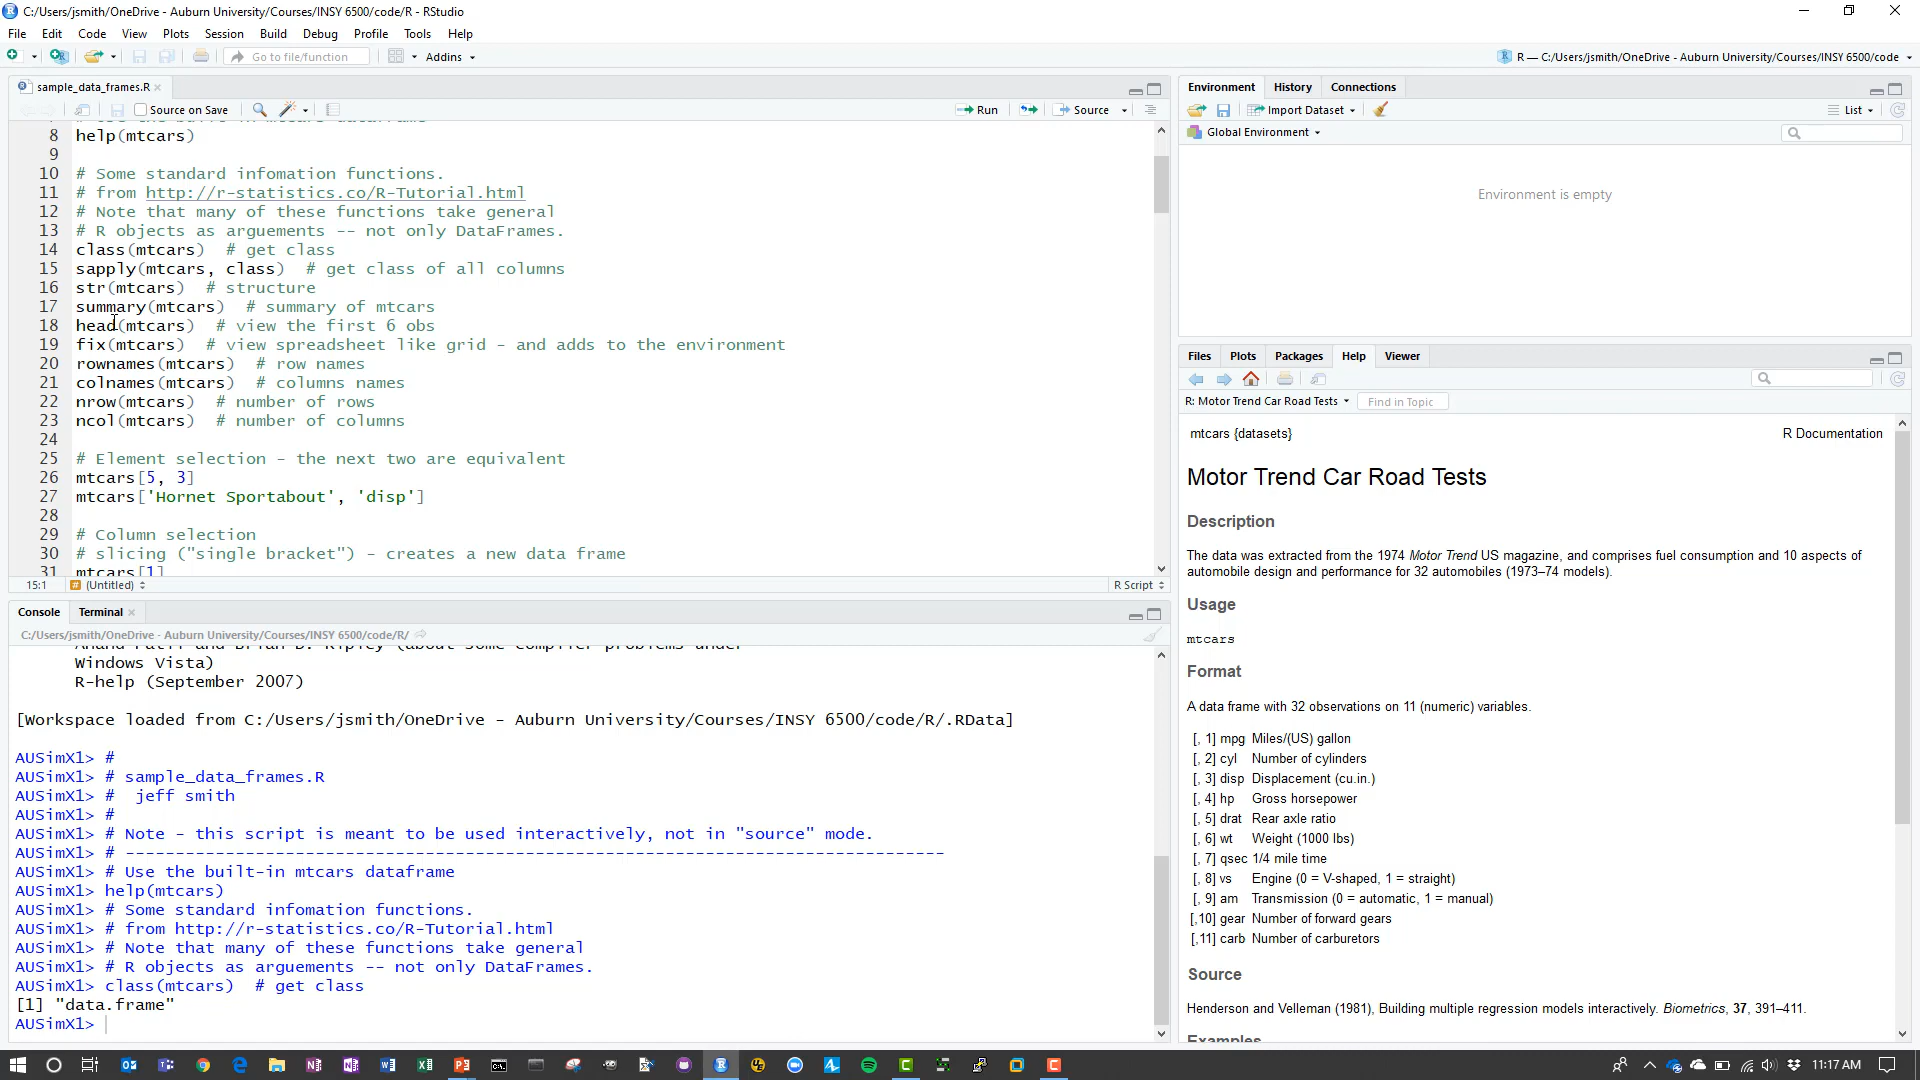 C:/Users/jsmith/OneDrive - Auburn University/Courses/INSY 6500/code/R - RStudio
File Edit Code View Plots Session Build Debug Profile Tools Help
Go to file/function Addins
R — C:/Users/jsmith/OneDrive - Auburn University/Courses/INSY 6500/code
sample_data_frames.R
Source on Save Run Source
8 help(mtcars)
9
10 # Some standard infomation functions.
11 # from http://r-statistics.co/R-Tutorial.html
12 # Note that many of these functions take general
13 # R objects as arguements -- not only DataFrames.
14 class(mtcars)  # get class
15 sapply(mtcars, class)  # get class of all columns
16 str(mtcars)  # structure
17 summary(mtcars)  # summary of mtcars
18 head(mtcars)  # view the first 6 obs
19 fix(mtcars)  # view spreadsheet like grid - and adds to the environment
20 rownames(mtcars)  # row names
21 colnames(mtcars)  # columns names
22 nrow(mtcars)  # number of rows
23 ncol(mtcars)  # number of columns
24
25 # Element selection - the next two are equivalent
26 mtcars[5, 3]
27 mtcars['Hornet Sportabout', 'disp']
28
29 # Column selection
30 # slicing ("single bracket") - creates a new data frame
31 mtcars[1]
15:1 (Untitled) R Script
Console Terminal
C:/Users/jsmith/OneDrive - Auburn University/Courses/INSY 6500/code/R/
Windows Vista)
R-help (September 2007)
[Workspace loaded from C:/Users/jsmith/OneDrive - Auburn University/Courses/INSY 6500/code/R/.RData]
AUSimX1> #
AUSimX1> # sample_data_frames.R
AUSimX1> #  jeff smith
AUSimX1> #
AUSimX1> # Note - this script is meant to be used interactively, not in "source" mode.
AUSimX1> # ----------------------------------------------------------------------------------
AUSimX1> # Use the built-in mtcars dataframe
AUSimX1> help(mtcars)
AUSimX1> # Some standard infomation functions.
AUSimX1> # from http://r-statistics.co/R-Tutorial.html
AUSimX1> # Note that many of these functions take general
AUSimX1> # R objects as arguements -- not only DataFrames.
AUSimX1> class(mtcars)  # get class
[1] "data.frame"
AUSimX1>
Environment History Connections
Import Dataset List
Global Environment
Environment is empty
Files Plots Packages Help Viewer
R: Motor Trend Car Road Tests Find in Topic
mtcars {datasets} R Documentation
Motor Trend Car Road Tests
Description
The data was extracted from the 1974 Motor Trend US magazine, and comprises fuel consumption and 10 aspects of
automobile design and performance for 32 automobiles (1973–74 models).
Usage
mtcars
Format
A data frame with 32 observations on 11 (numeric) variables.
[, 1] mpg Miles/(US) gallon
[, 2] cyl Number of cylinders
[, 3] disp Displacement (cu.in.)
[, 4] hp Gross horsepower
[, 5] drat Rear axle ratio
[, 6] wt Weight (1000 lbs)
[, 7] qsec 1/4 mile time
[, 8] vs Engine (0 = V-shaped, 1 = straight)
[, 9] am Transmission (0 = automatic, 1 = manual)
[,10] gear Number of forward gears
[,11] carb Number of carburetors
Source
Henderson and Velleman (1981), Building multiple regression models interactively. Biometrics, 37, 391–411.
Examples
11:17 AM